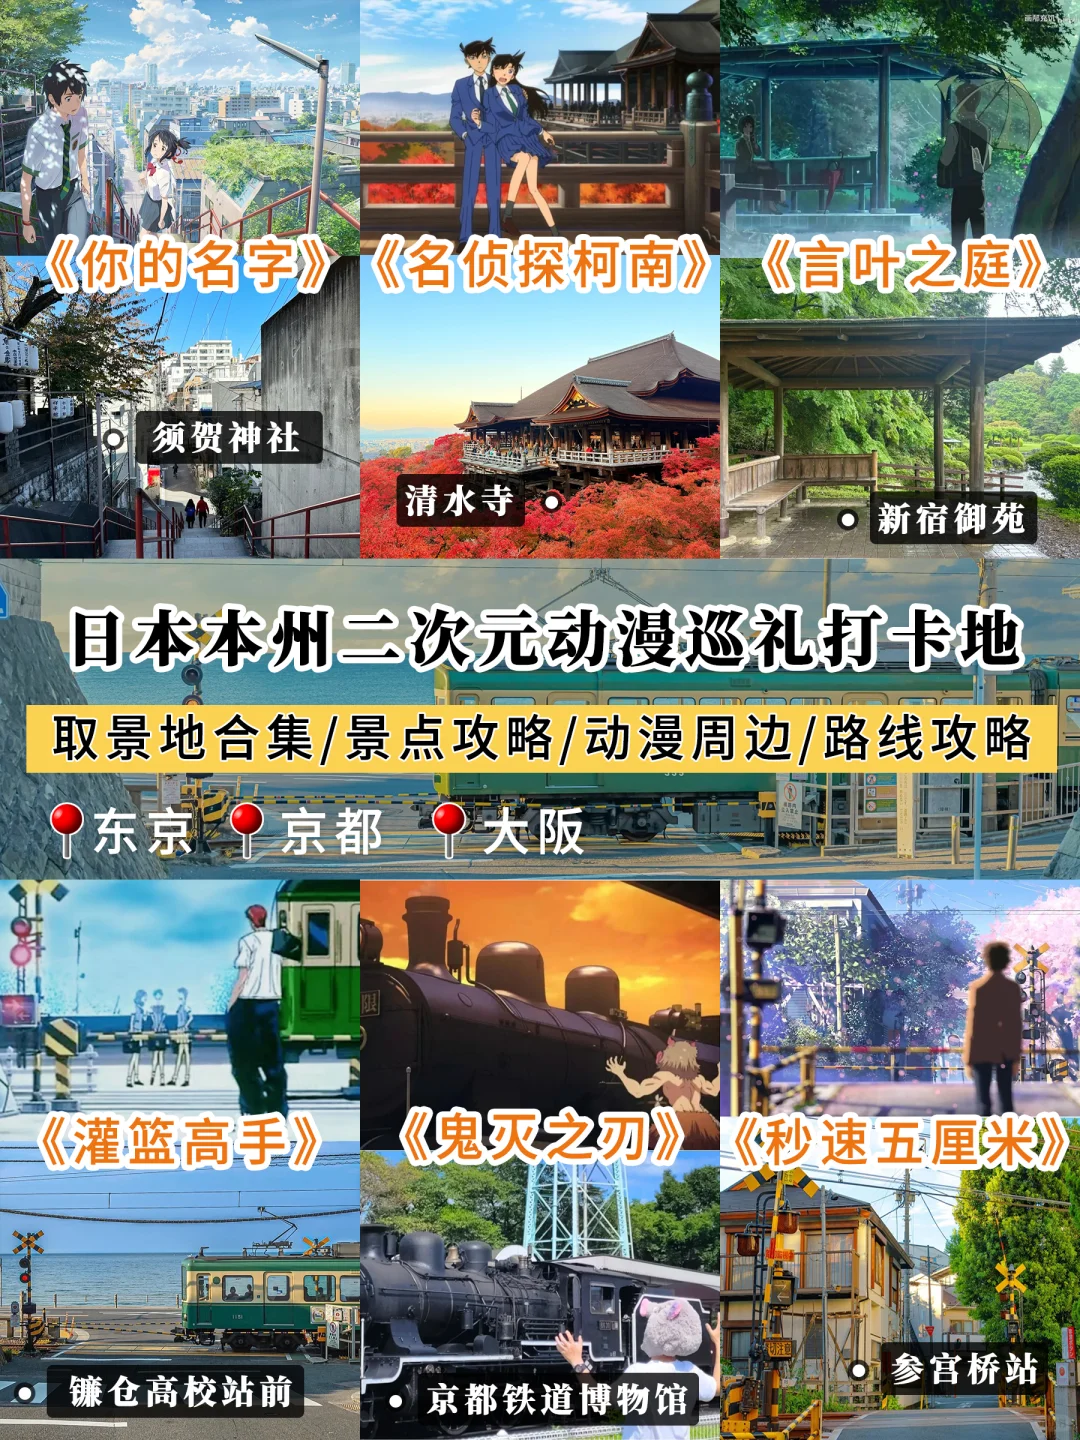 《你的名字》
《名侦探柯南》
《言叶之庭》
须贺神社
清水寺
新宿御苑
日本本州二次元动漫巡礼打卡地
取景地合集/景点攻略/动漫周边/路线攻略
📍东京 📍京都 📍大阪
《灌篮高手》
《鬼灭之刃》
《秒速五厘米》
镰仓高校站前
京都铁道博物馆
参宫桥站